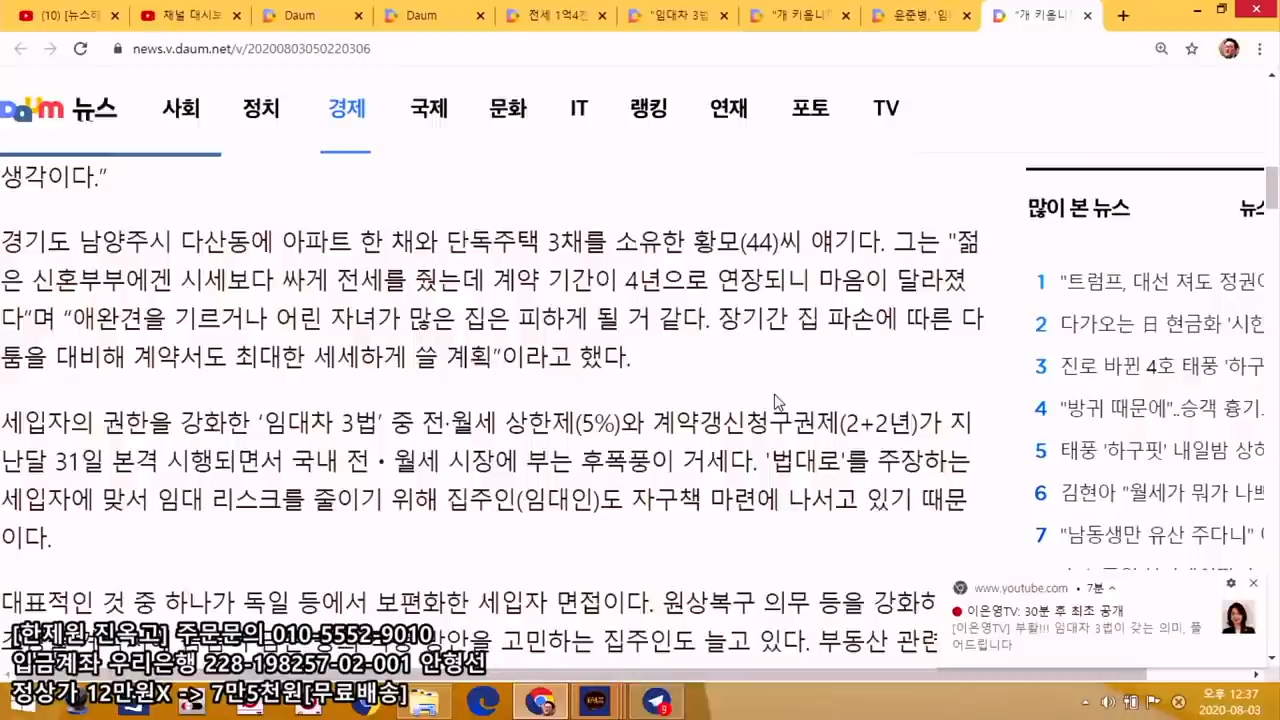 (10) [뉴스하
채널 대시보
Daum
Daum
전세 1억4천
"임대차 3법
"개 키웁니까
윤준병, '임
"개 키웁니까
news.v.daum.net/v/20200803050220306
Daum 뉴스 사회 정치 경제 국제 문화 IT 랭킹 연재 포토 TV
생각이다.”
경기도 남양주시 다산동에 아파트 한 채와 단독주택 3채를 소유한 황모(44)씨 얘기다. 그는 "젊
은 신혼부부에겐 시세보다 싸게 전세를 줬는데 계약 기간이 4년으로 연장되니 마음이 달라졌
다”며 “애완견을 기르거나 어린 자녀가 많은 집은 피하게 될 거 같다. 장기간 집 파손에 따른 다
툼을 대비해 계약서도 최대한 세세하게 쓸 계획”이라고 했다.
세입자의 권한을 강화한 ‘임대차 3법’ 중 전·월세 상한제(5%)와 계약갱신청구권제(2+2년)가 지
난달 31일 본격 시행되면서 국내 전·월세 시장에 부는 후폭풍이 거세다. '법대로'를 주장하는
세입자에 맞서 임대 리스크를 줄이기 위해 집주인(임대인)도 자구책 마련에 나서고 있기 때문
이다.
대표적인 것 중 하나가 독일 등에서 보편화한 세입자 면접이다. 원상복구 의무 등을 강화하
방안을 고민하는 집주인도 늘고 있다. 부동산 관련
많이 본 뉴스
뉴스
1 "트럼프, 대선 져도 정권이
2 다가오는 日 현금화 '시한
3 진로 바뀐 4호 태풍 '하구
4 "방귀 때문에"..승객 흉기.
5 태풍 '하구핏' 내일밤 상하
6 김현아 "월세가 뭐가 나쁘
7 "남동생만 유산 주다니"
www.youtube.com • 7분
이은영TV: 30분 후 최초 공개
[이은영TV] 부활!!! 임대차 3법이 갖는 의미, 풀
어드립니다
[한재원 진옥고] 주문문의 010-5552-9010
입금계좌 우리은행 228-198257-02-001 안형선
정상가 12만원X => 7만5천원[무료배송]
9
오후 12:37
2020-08-03